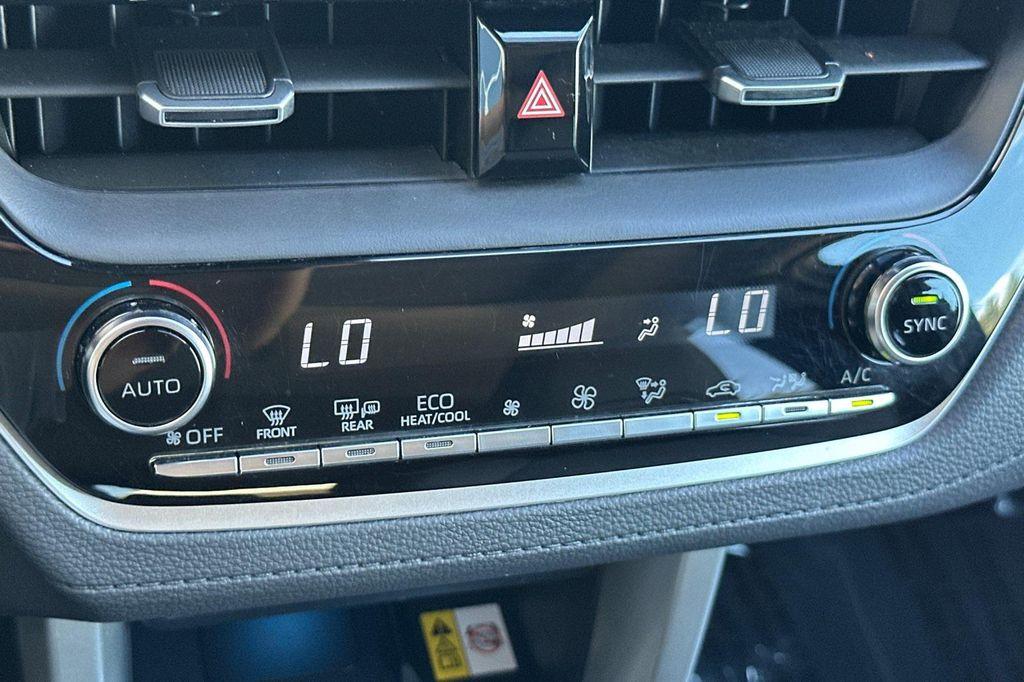 LO
LO
AUTO
SYNC
OFF
FRONT
REAR
ECO
HEAT/COOL
A/C